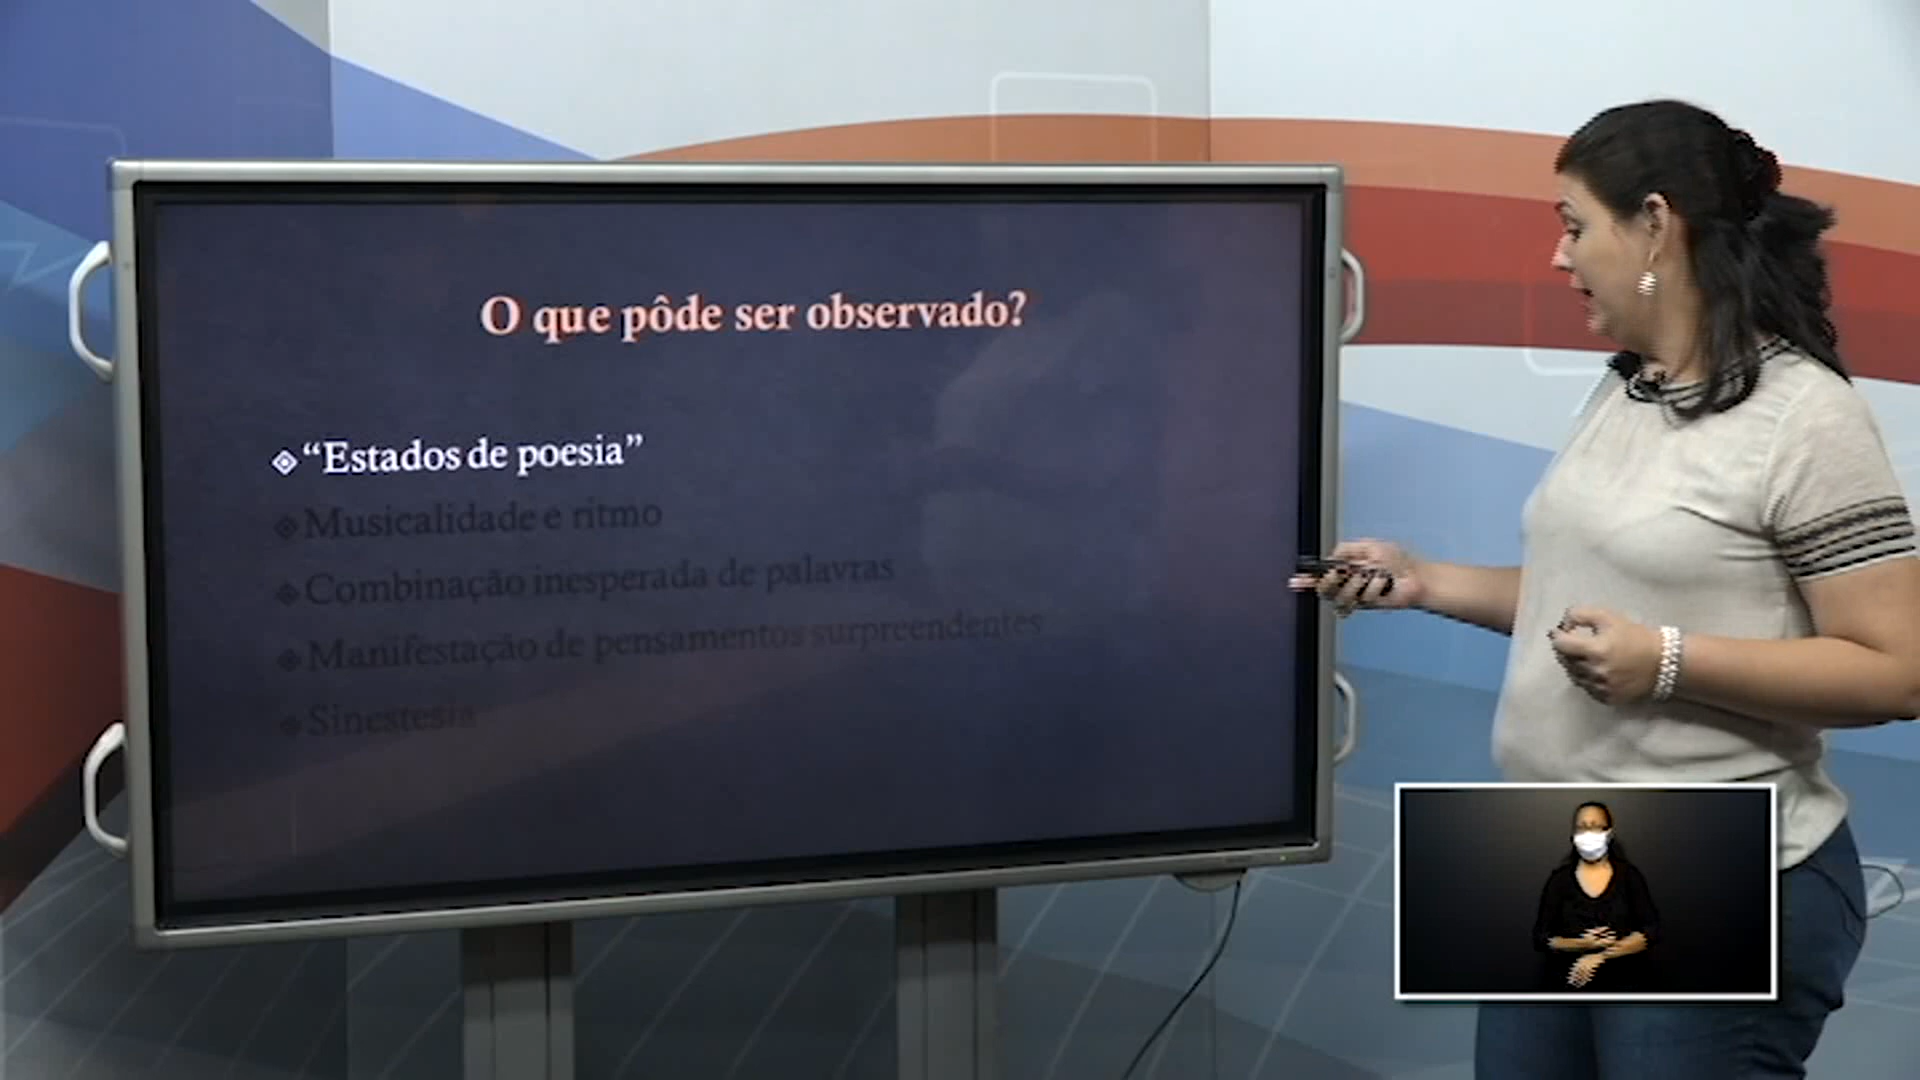 O que pôde ser observado?
“Estados de poesia”
Musicalidade e ritmo
Combinação inesperada de palavras
Manifestação de pensamentos surpreendentes
Sinestesia